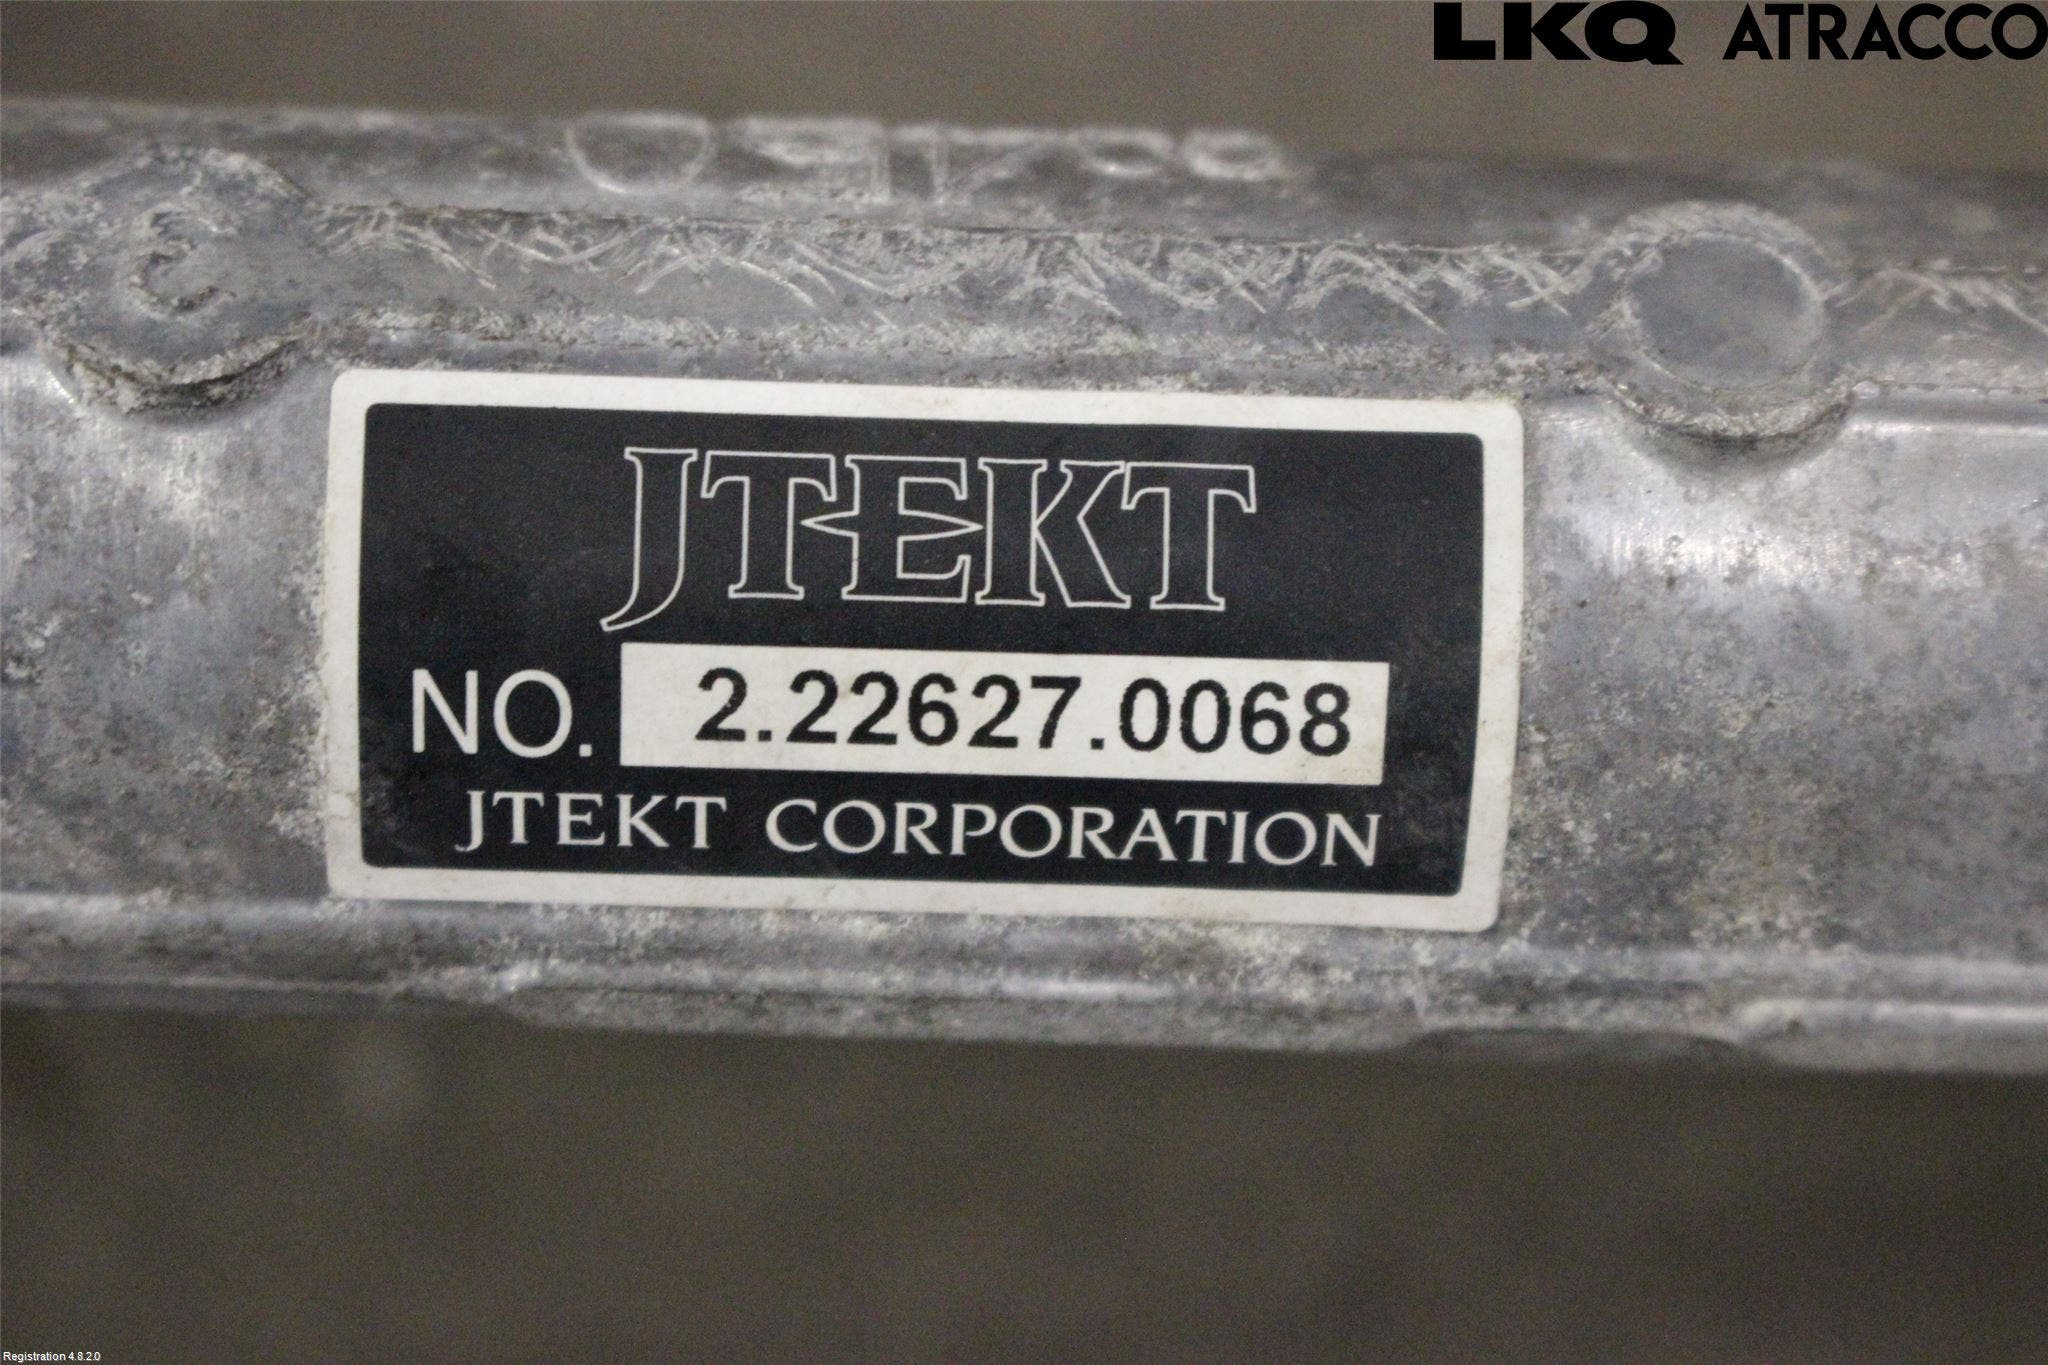 LKQ ATRACCO
JTEKT
NO. 2.22627.0068
JTEKT CORPORATION
Registration 4.8.2.0